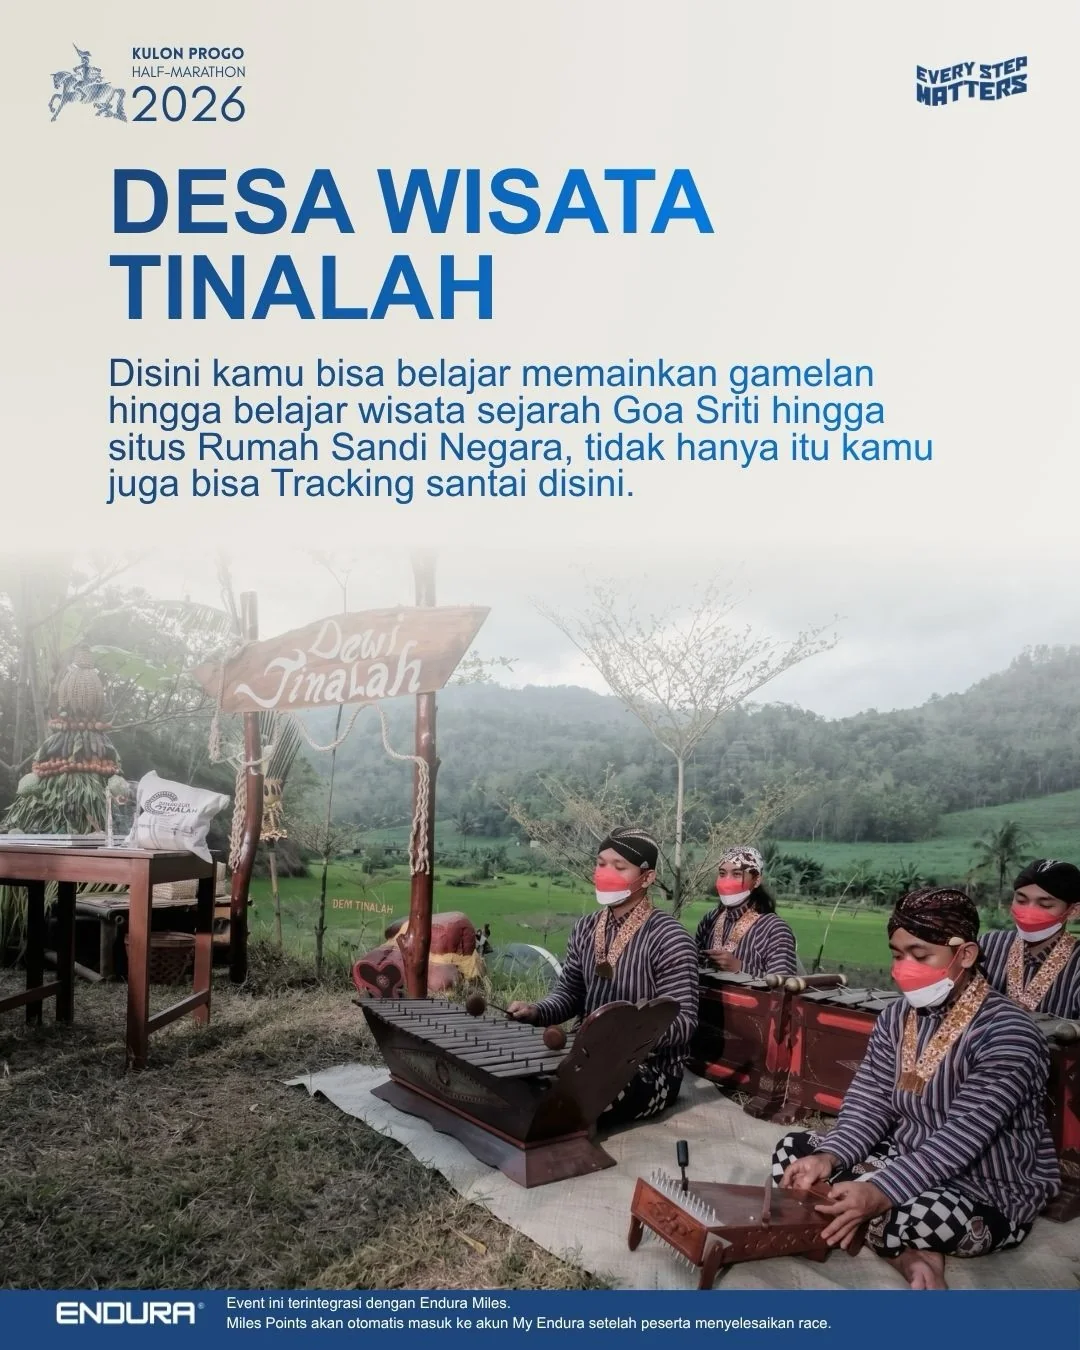 KULON PROGO
HALF-MARATHON
2026
EVERY STEP
MATTERS
DESA WISATA
TINALAH
Disini kamu bisa belajar memainkan gamelan
hingga belajar wisata sejarah Goa Sriti hingga
situs Rumah Sandi Negara, tidak hanya itu kamu
juga bisa Tracking santai disini.
Dewi
Tinalah
TINALAH
DEWI TINALAH
ENDURA®
Event ini terintegrasi dengan Endura Miles.
Miles Points akan otomatis masuk ke akun My Endura setelah peserta menyelesaikan race.